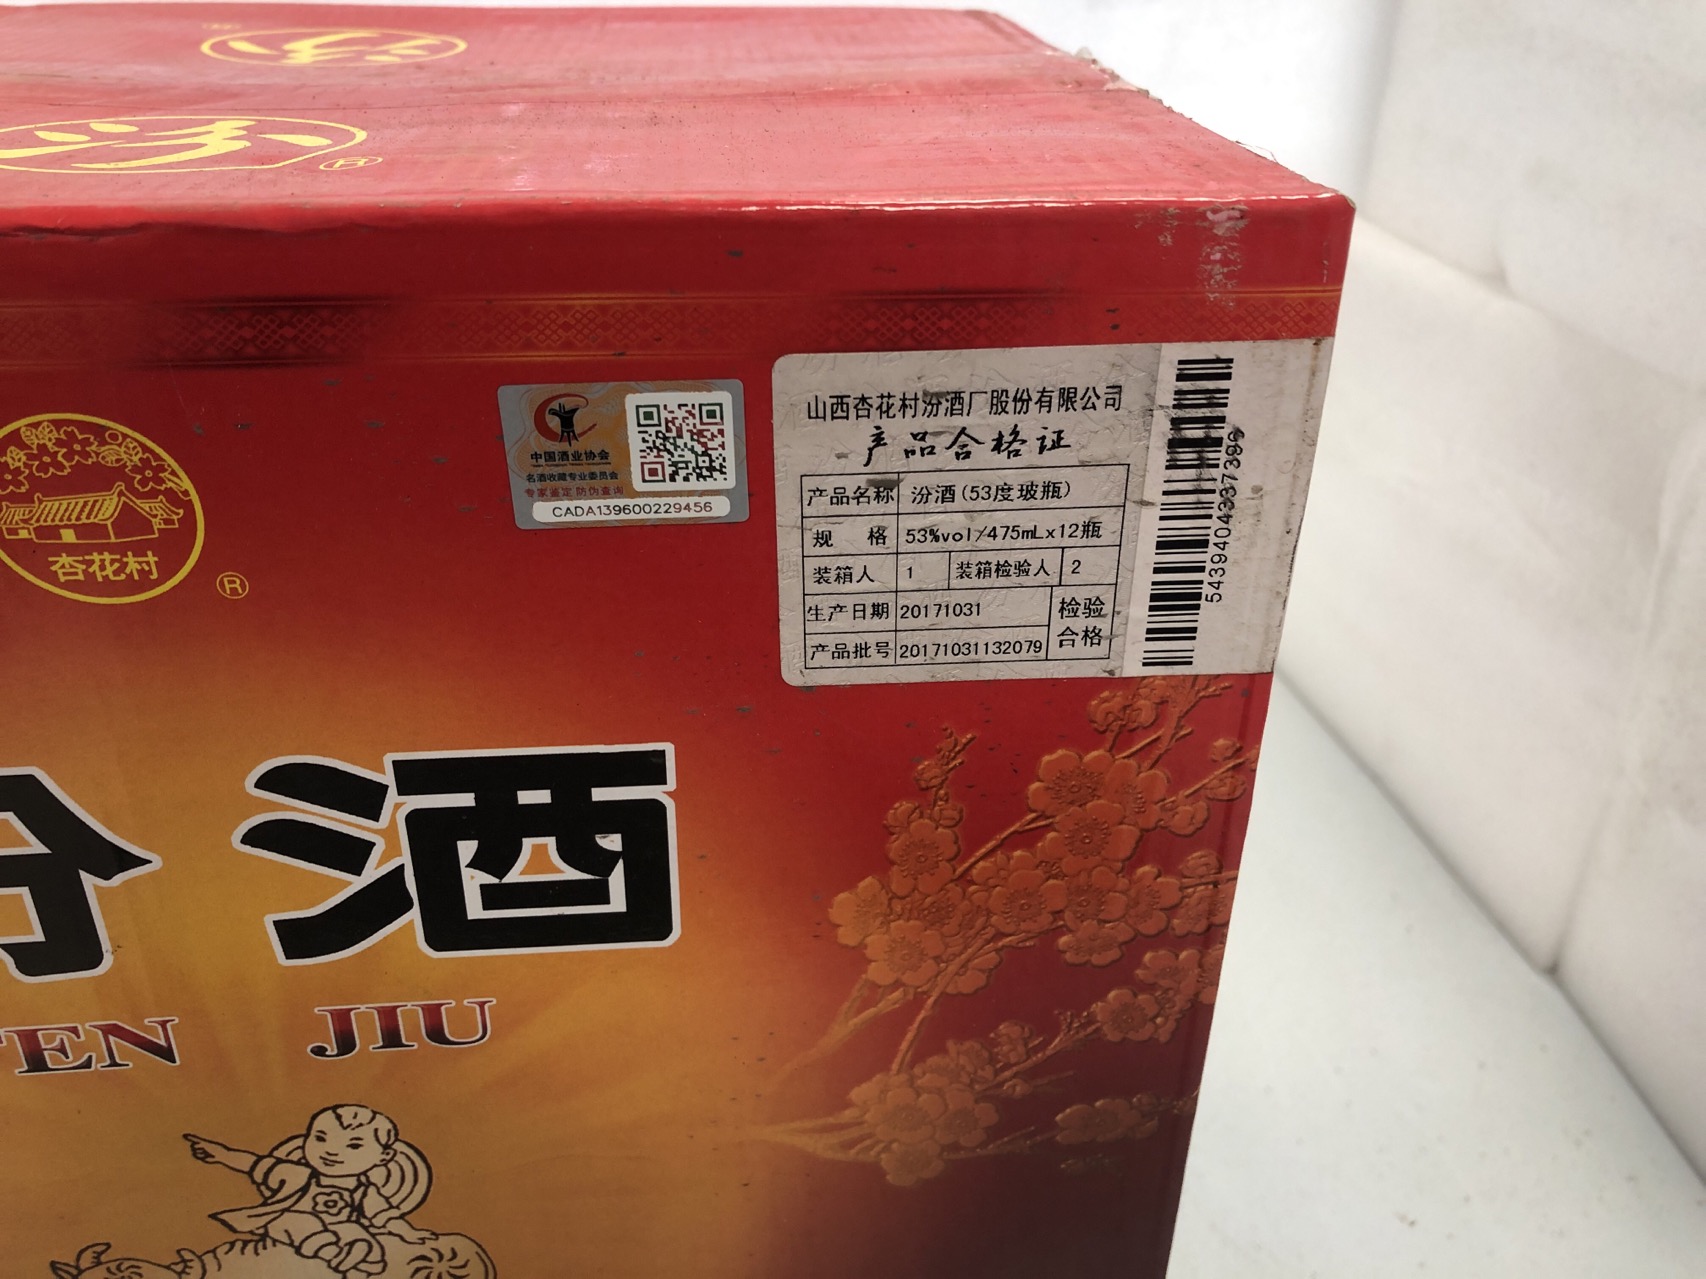 汾
汾
®
杏花村
®
中国酒业协会
名酒收藏专业委员会
专家鉴定 防伪查询
CADA139600229456
山西杏花村汾酒厂股份有限公司
产品合格证
产品名称 汾酒(53度玻瓶)
规 格 53%vol/475mLx12瓶
装箱人 1 装箱检验人 2
生产日期 20171031 检验合格
产品批号 20171031132079
汾酒
FEN JIU